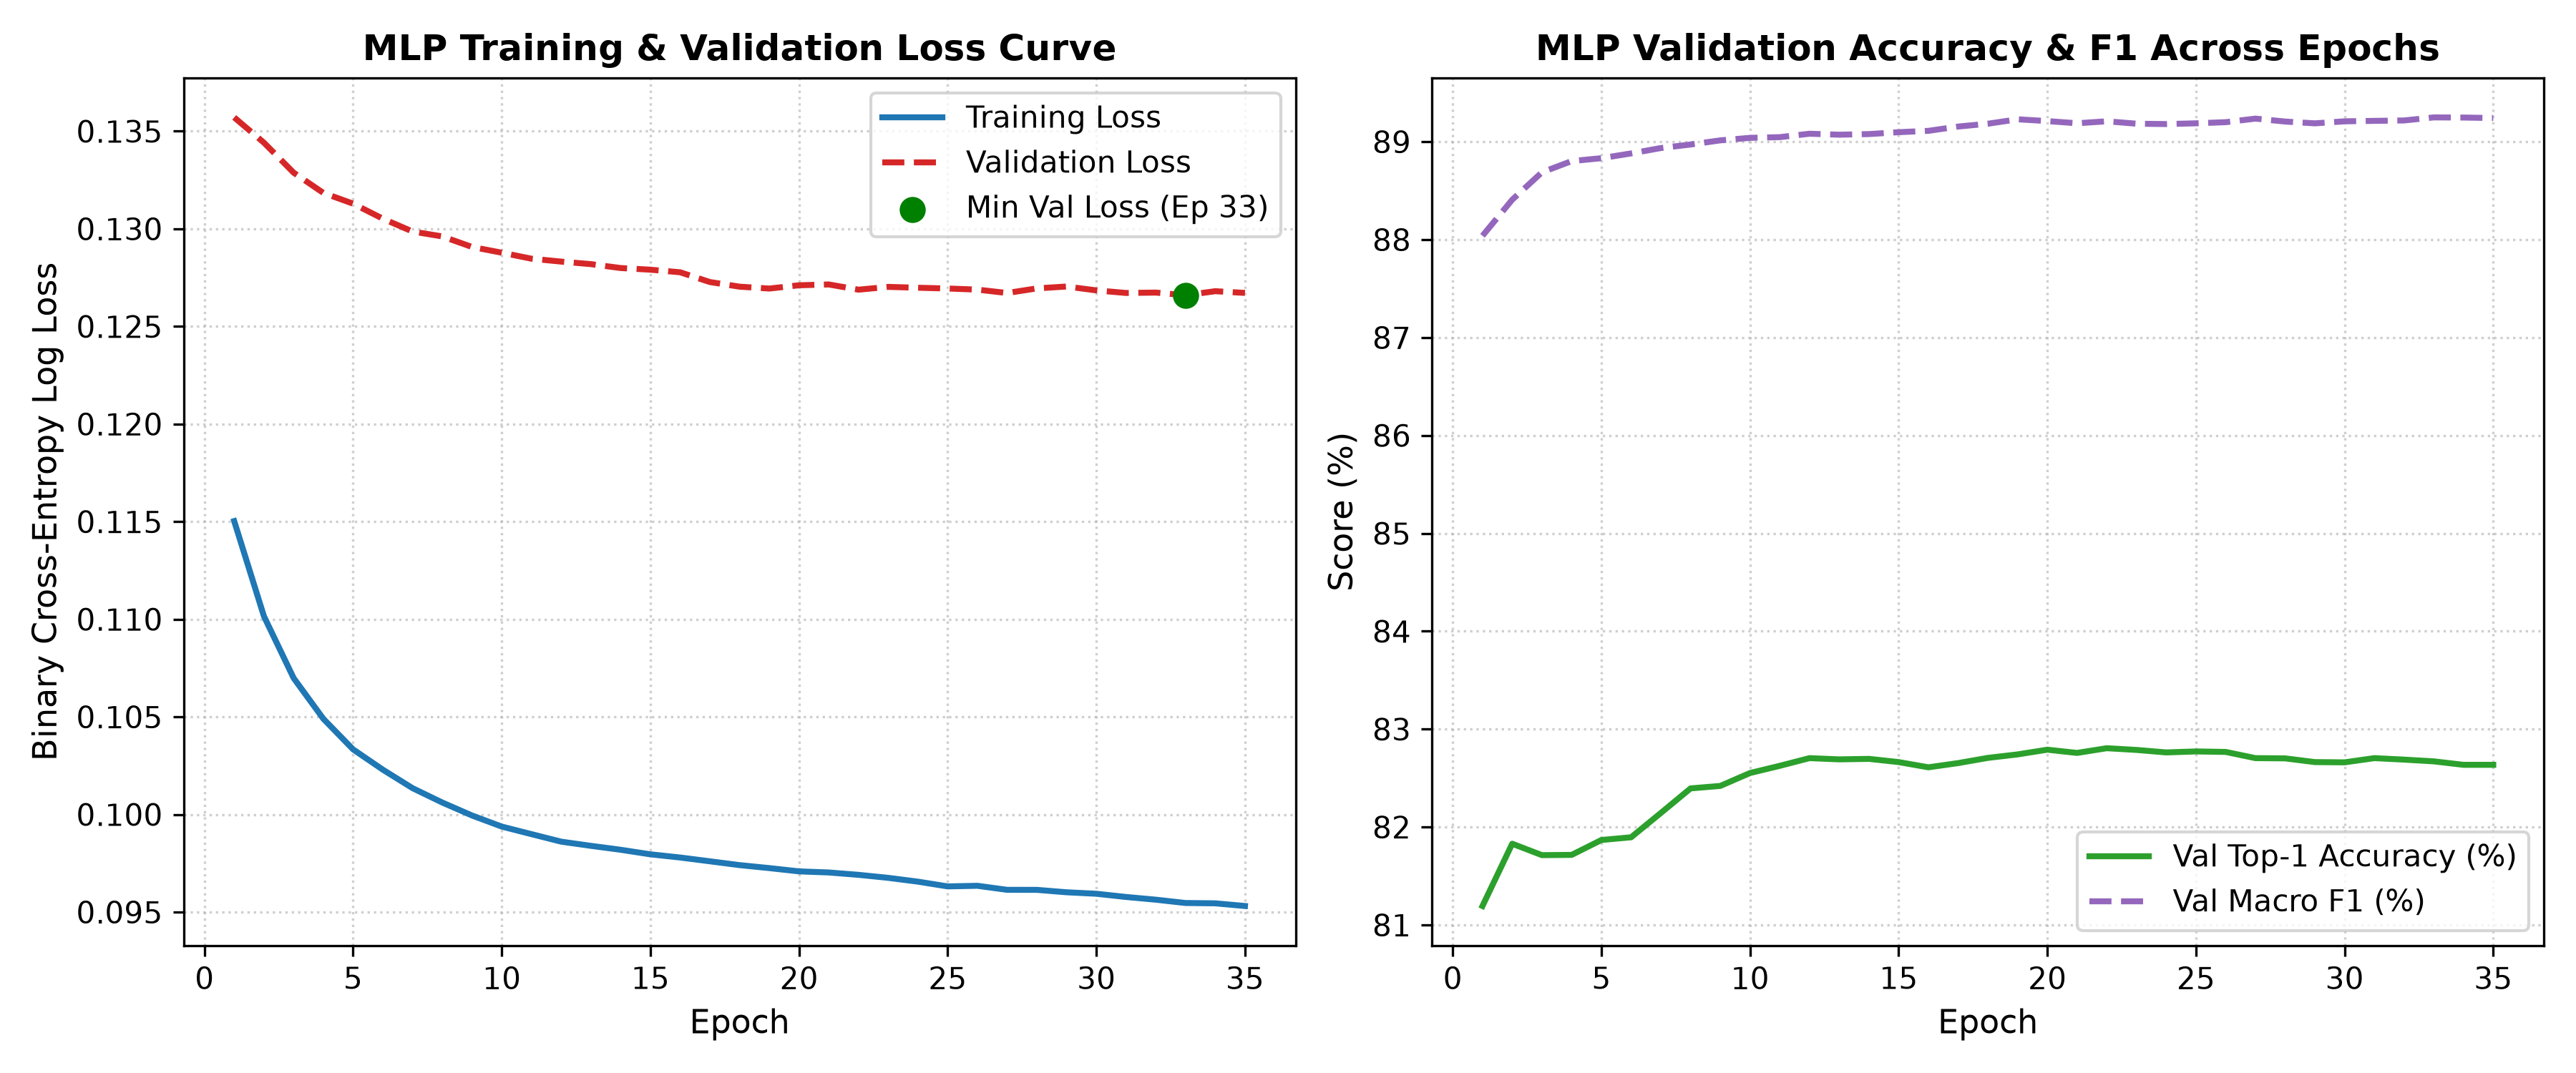 MLP Training & Validation Loss Curve
Binary Cross-Entropy Log Loss
0.135
0.130
0.125
0.120
0.115
0.110
0.105
0.100
0.095
Training Loss
Validation Loss
Min Val Loss (Ep 33)
0 5 10 15 20 25 30 35
Epoch
MLP Validation Accuracy & F1 Across Epochs
Score (%)
89
88
87
86
85
84
83
82
81
Val Top-1 Accuracy (%)
Val Macro F1 (%)
0 5 10 15 20 25 30 35
Epoch